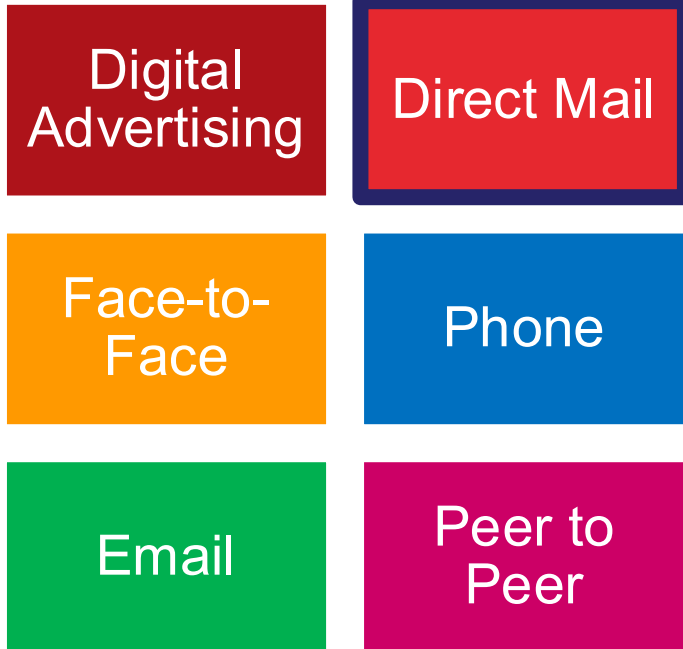 Digital
Advertising
Direct Mail
Face-to-
Face
Phone
Email
Peer to
Peer